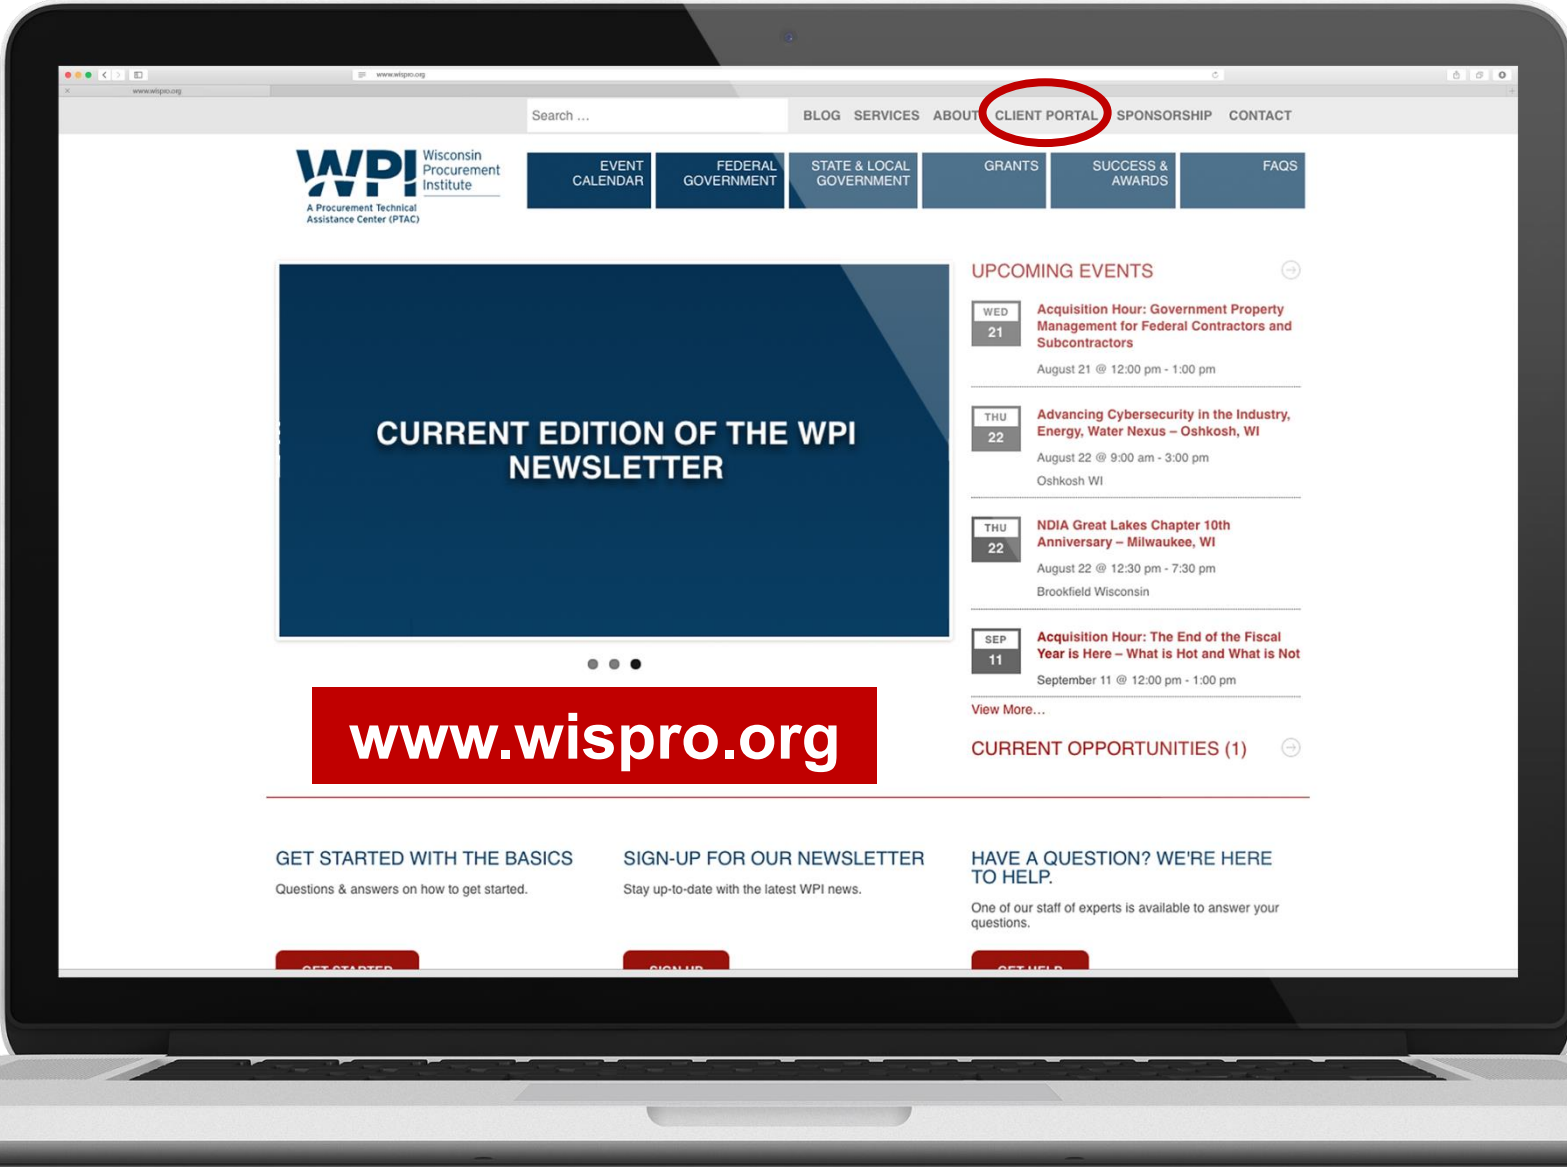 www.wispro.org
www.wispro.org
Search ...
BLOG SERVICES ABOUT CLIENT PORTAL SPONSORSHIP CONTACT
WPI
Wisconsin
Procurement
Institute
A Procurement Technical
Assistance Center (PTAC)
EVENT
CALENDAR
FEDERAL
GOVERNMENT
STATE & LOCAL
GOVERNMENT
GRANTS
SUCCESS &
AWARDS
FAQS
CURRENT EDITION OF THE WPI
NEWSLETTER
www.wispro.org
UPCOMING EVENTS
WED
21
Acquisition Hour: Government Property
Management for Federal Contractors and
Subcontractors
August 21 @ 12:00 pm - 1:00 pm
THU
22
Advancing Cybersecurity in the Industry,
Energy, Water Nexus – Oshkosh, WI
August 22 @ 9:00 am - 3:00 pm
Oshkosh WI
THU
22
NDIA Great Lakes Chapter 10th
Anniversary – Milwaukee, WI
August 22 @ 12:30 pm - 7:30 pm
Brookfield Wisconsin
SEP
11
Acquisition Hour: The End of the Fiscal
Year is Here – What is Hot and What is Not
September 11 @ 12:00 pm - 1:00 pm
View More…
CURRENT OPPORTUNITIES (1)
GET STARTED WITH THE BASICS
Questions & answers on how to get started.
GET STARTED
SIGN-UP FOR OUR NEWSLETTER
Stay up-to-date with the latest WPI news.
SIGN UP
HAVE A QUESTION? WE'RE HERE
TO HELP.
One of our staff of experts is available to answer your
questions.
GET HELP